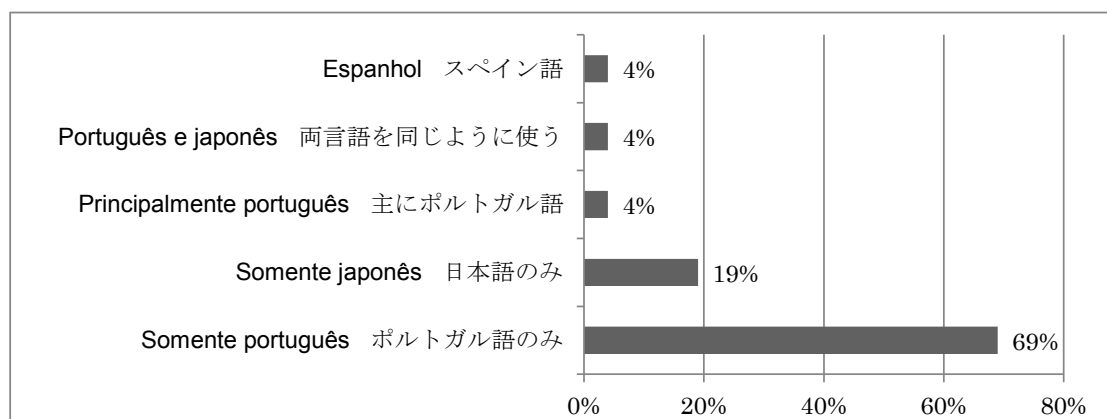 Espanhol スペイン語 4%
Português e japonês 両言語を同じように使う 4%
Principalmente português 主にポルトガル語 4%
Somente japonês 日本語のみ 19%
Somente português ポルトガル語のみ 69%
0% 20% 40% 60% 80%